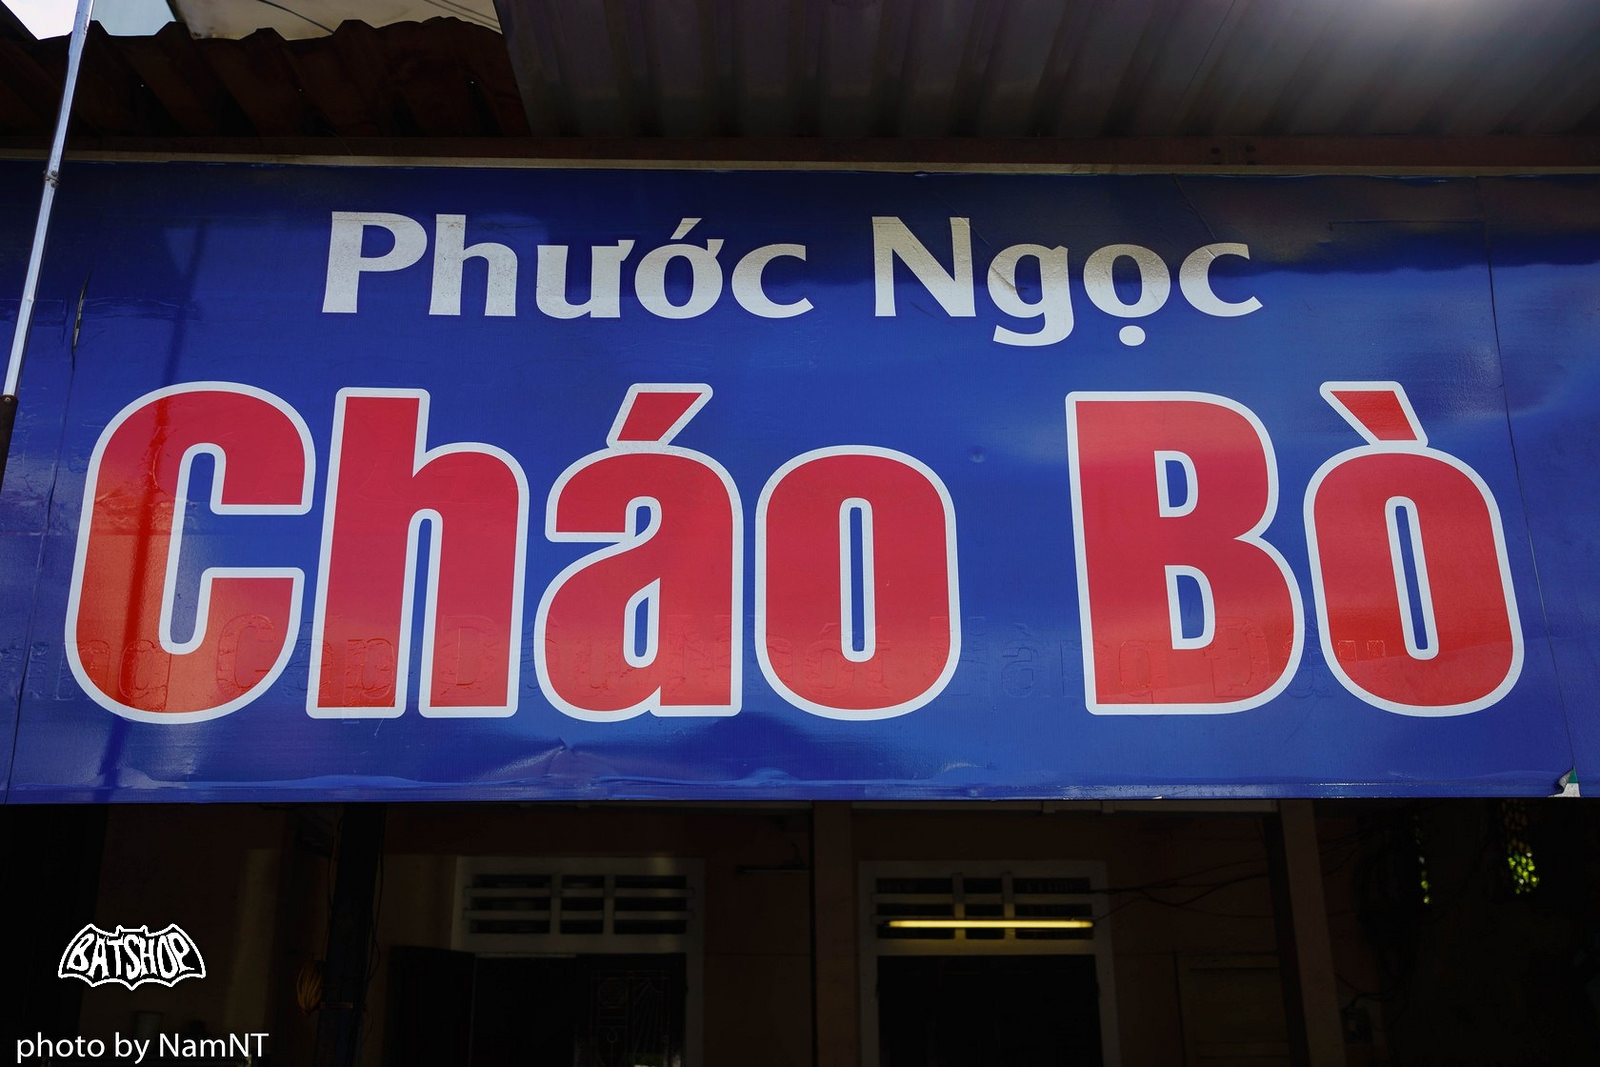 Phước Ngọc
Cháo Bò
BATSHOP
photo by NamNT